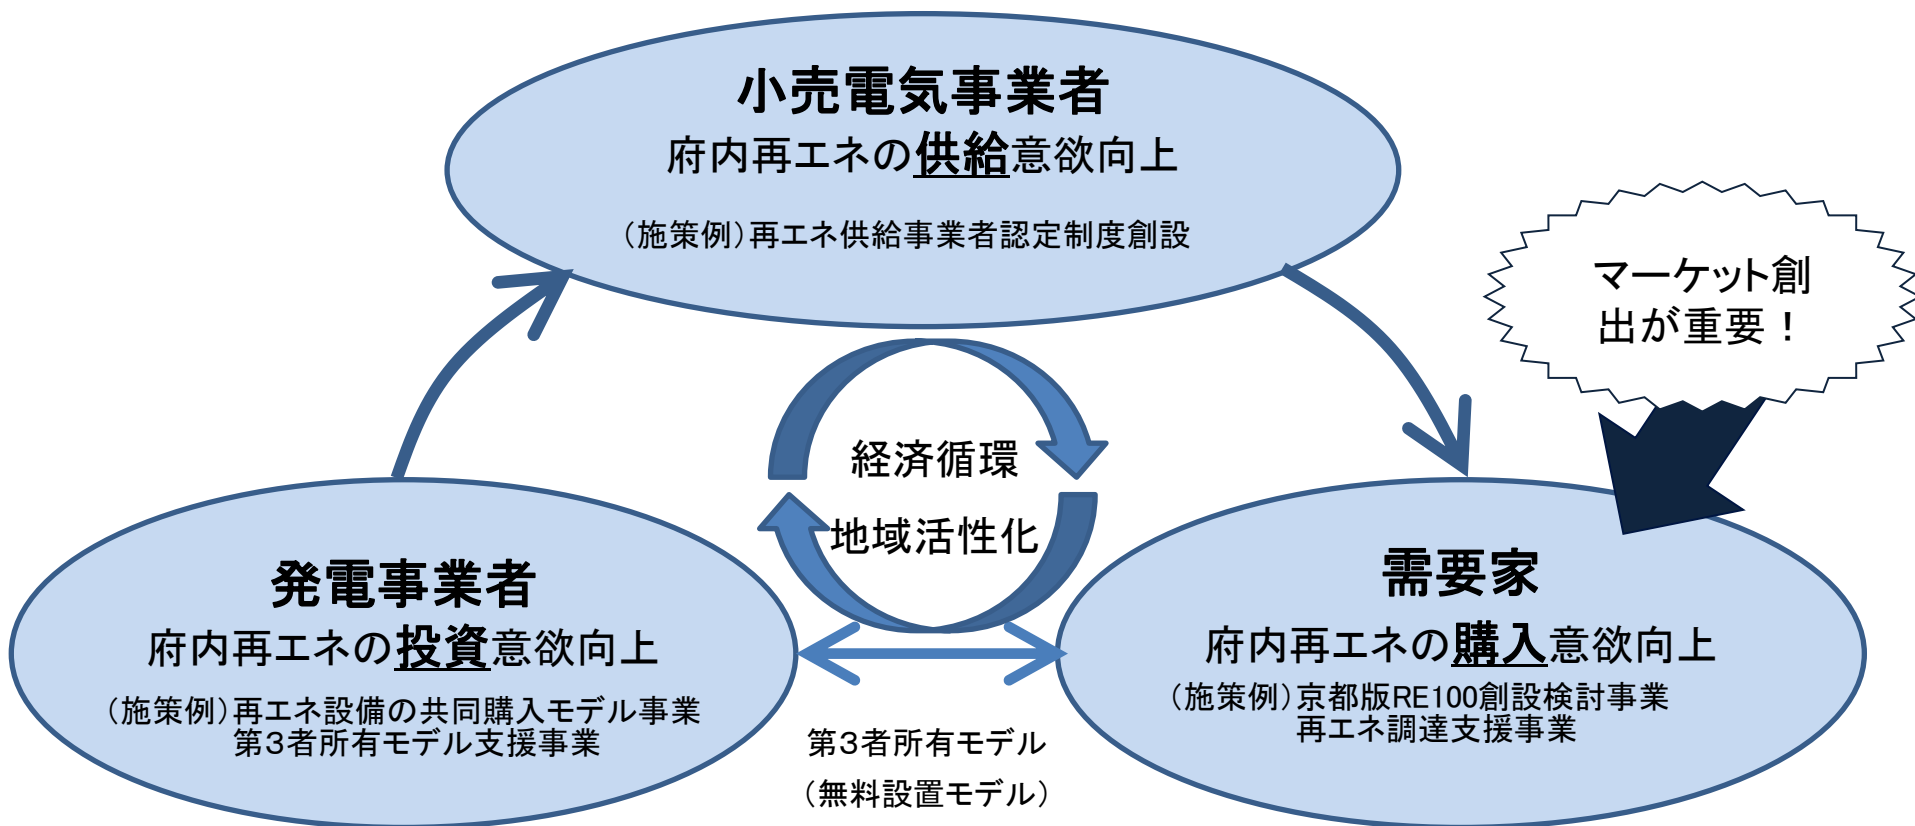 小売電気事業者
府内再エネの供給意欲向上
（施策例）再エネ供給事業者認定制度創設
マーケット創
出が重要！
経済循環
地域活性化
発電事業者
府内再エネの投資意欲向上
（施策例）再エネ設備の共同購入モデル事業
第3者所有モデル支援事業
需要家
府内再エネの購入意欲向上
（施策例）京都版RE100創設検討事業
再エネ調達支援事業
第3者所有モデル
（無料設置モデル）